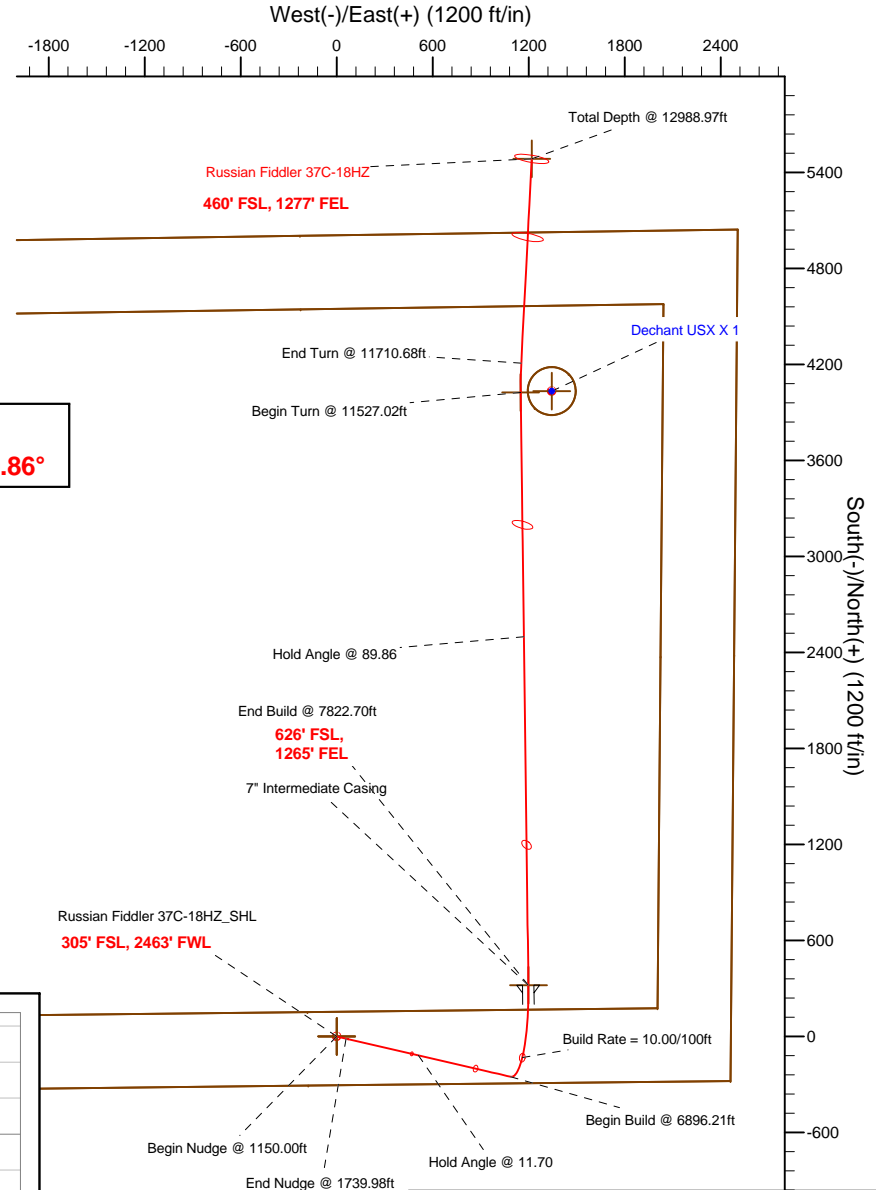 West(-)/East(+) (1200 ft/in)
-1800 -1200 -600 0 600 1200 1800 2400
Total Depth @ 12988.97ft
Russian Fiddler 37C-18HZ
460' FSL, 1277' FEL
5400
4800
Dechant USX X 1
End Turn @ 11710.68ft
4200
Begin Turn @ 11527.02ft
.86°
3600
South(-)/North(+) (1200 ft/in)
3000
Hold Angle @ 89.86
2400
End Build @ 7822.70ft
626' FSL,
1265' FEL
1800
7" Intermediate Casing
1200
Russian Fiddler 37C-18HZ_SHL
305' FSL, 2463' FWL
600
0
Build Rate = 10.00/100ft
Begin Build @ 6896.21ft
-600
Begin Nudge @ 1150.00ft
Hold Angle @ 11.70
End Nudge @ 1739.98ft